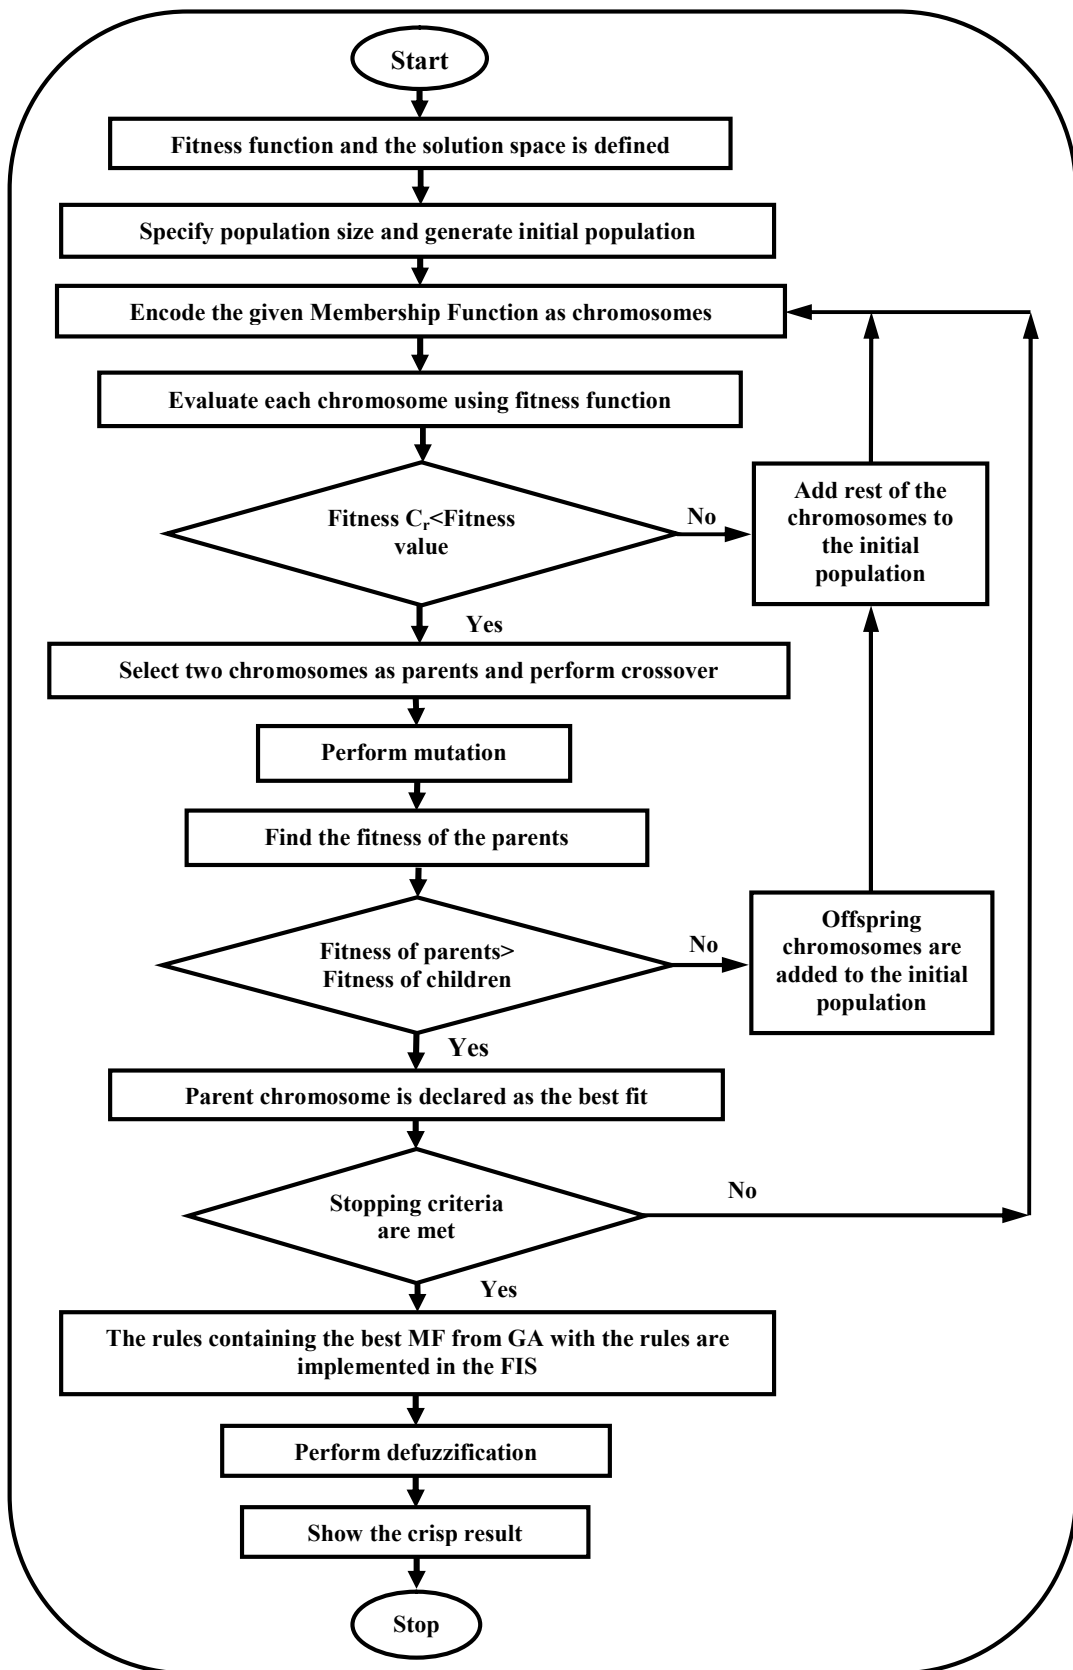 Start
Fitness function and the solution space is defined
Specify population size and generate initial population
Encode the given Membership Function as chromosomes
Evaluate each chromosome using fitness function
Fitness Cr<Fitness
value
No
Add rest of the
chromosomes to
the initial
population
Yes
Select two chromosomes as parents and perform crossover
Perform mutation
Find the fitness of the parents
Fitness of parents>
Fitness of children
No
Offspring
chromosomes are
added to the initial
population
Yes
Parent chromosome is declared as the best fit
Stopping criteria
are met
No
Yes
The rules containing the best MF from GA with the rules are
implemented in the FIS
Perform defuzzification
Show the crisp result
Stop